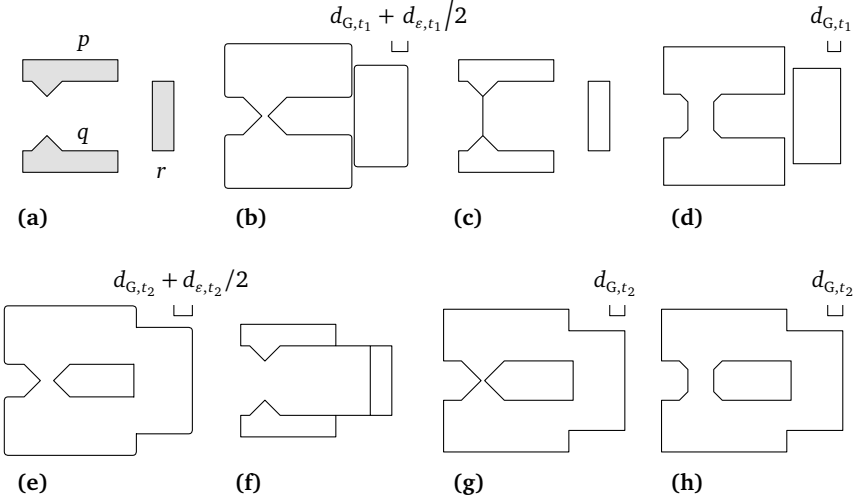 d_{G,t_1} + d_{ε,t_1}/2
d_{G,t_1}
p
q
r
(a)
(b)
(c)
(d)
d_{G,t_2} + d_{ε,t_2}/2
d_{G,t_2}
d_{G,t_2}
(e)
(f)
(g)
(h)